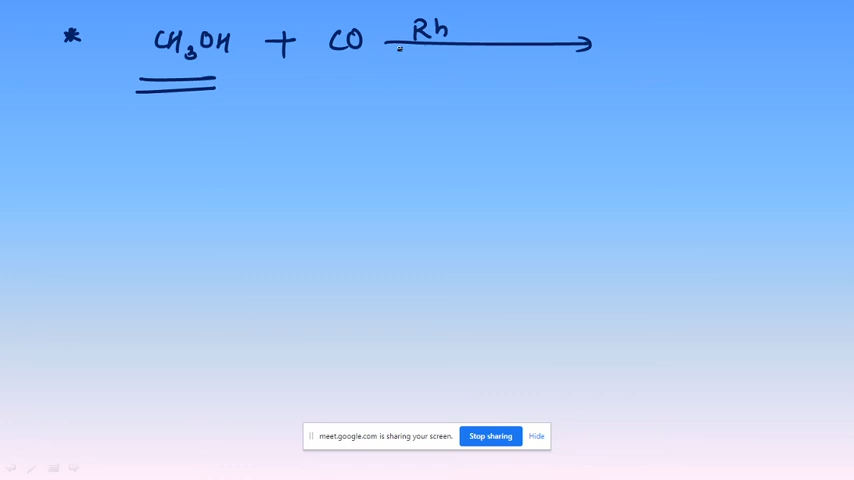 * CH₃OH + CO Rh →
meet.google.com is sharing your screen. Stop sharing Hide